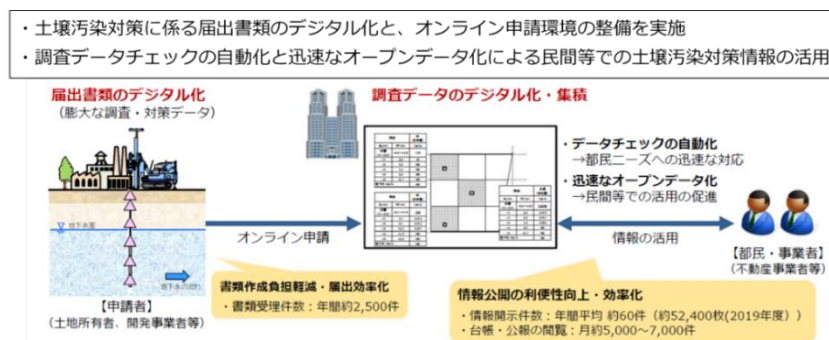 ・土壌汚染対策に係る届出書類のデジタル化と、オンライン申請環境の整備を実施
・調査データチェックの自動化と迅速なオープンデータ化による民間等での土壌汚染対策情報の活用
届出書類のデジタル化
（膨大な調査・対策データ）
調査データのデジタル化・集積
・データチェックの自動化
→都民ニーズへの迅速な対応
・迅速なオープンデータ化
→民間等での活用の促進
地下水面
オンライン申請
情報の活用
【都民・事業者】
（不動産事業者等）
地下水の流れ
【申請者】
（土地所有者、開発事業者等）
書類作成負担軽減・届出効率化
・書類受理件数：年間約2,500件
情報公開の利便性向上・効率化
・情報開示件数：年間平均 約60件（約52,400枚(2019年度)）
・台帳・公報の閲覧：月約5,000～7,000件